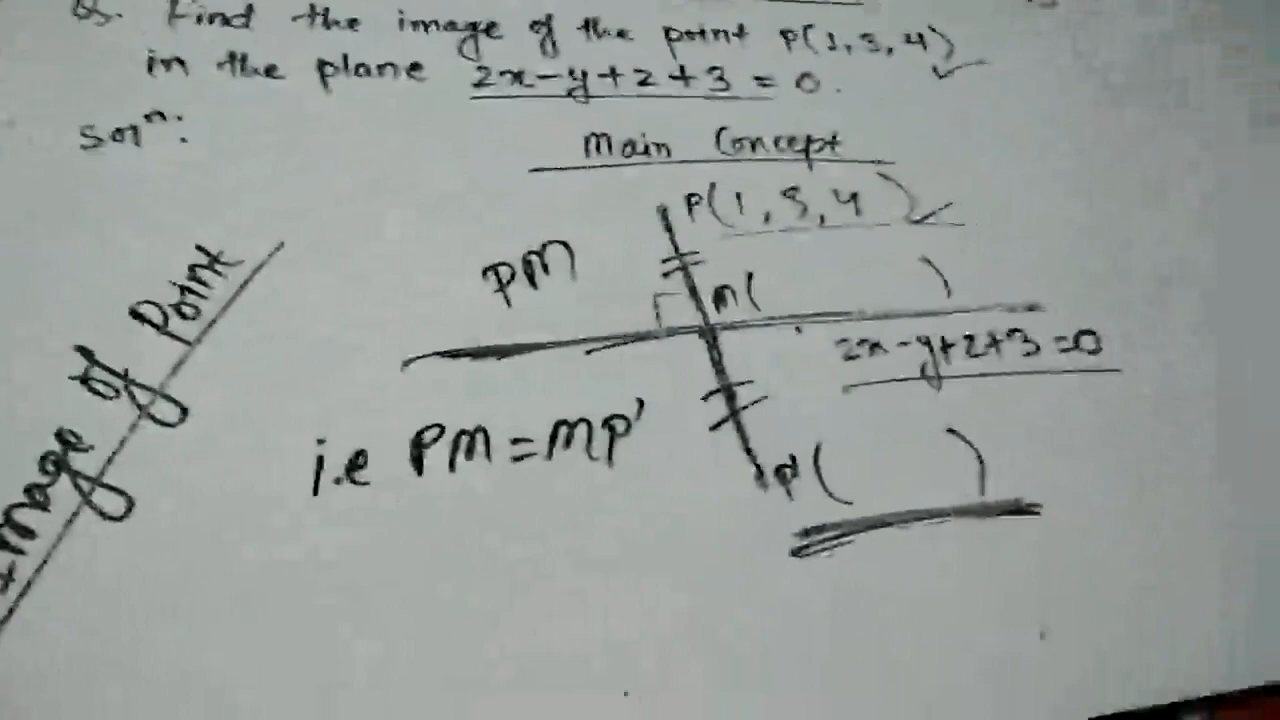 Find the image of the point P(1,3,4)
in the plane 2x-y+z+3=0.
Solⁿ:
Main Concept
P(1,3,4)
PM
M( )
2x-y+z+3=0
i.e PM=MP'
P'( )
Image of Point